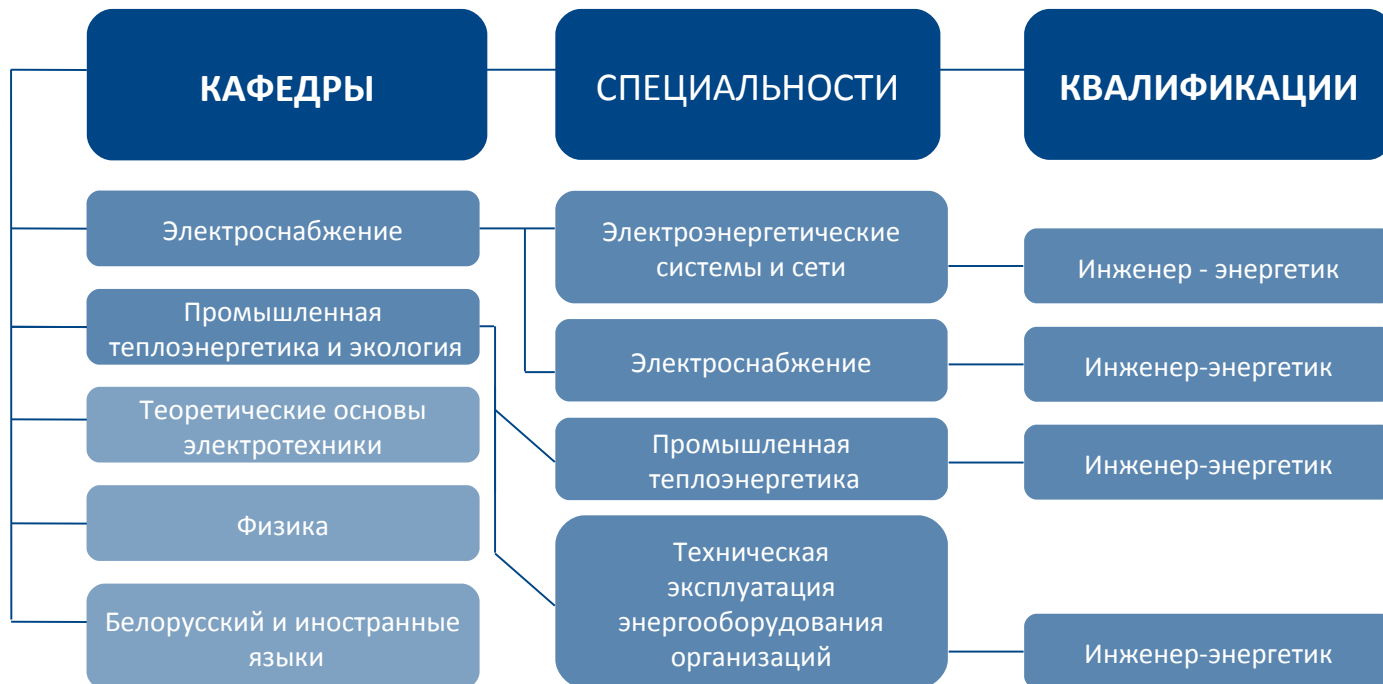 КАФЕДРЫ
СПЕЦИАЛЬНОСТИ
КВАЛИФИКАЦИИ
Электроснабжение
Промышленная
теплоэнергетика и экология
Теоретические основы
электротехники
Физика
Белорусский и иностранные
языки
Электроэнергетические
системы и сети
Электроснабжение
Промышленная
теплоэнергетика
Техническая
эксплуатация
энергооборудования
организаций
Инженер - энергетик
Инженер-энергетик
Инженер-энергетик
Инженер-энергетик